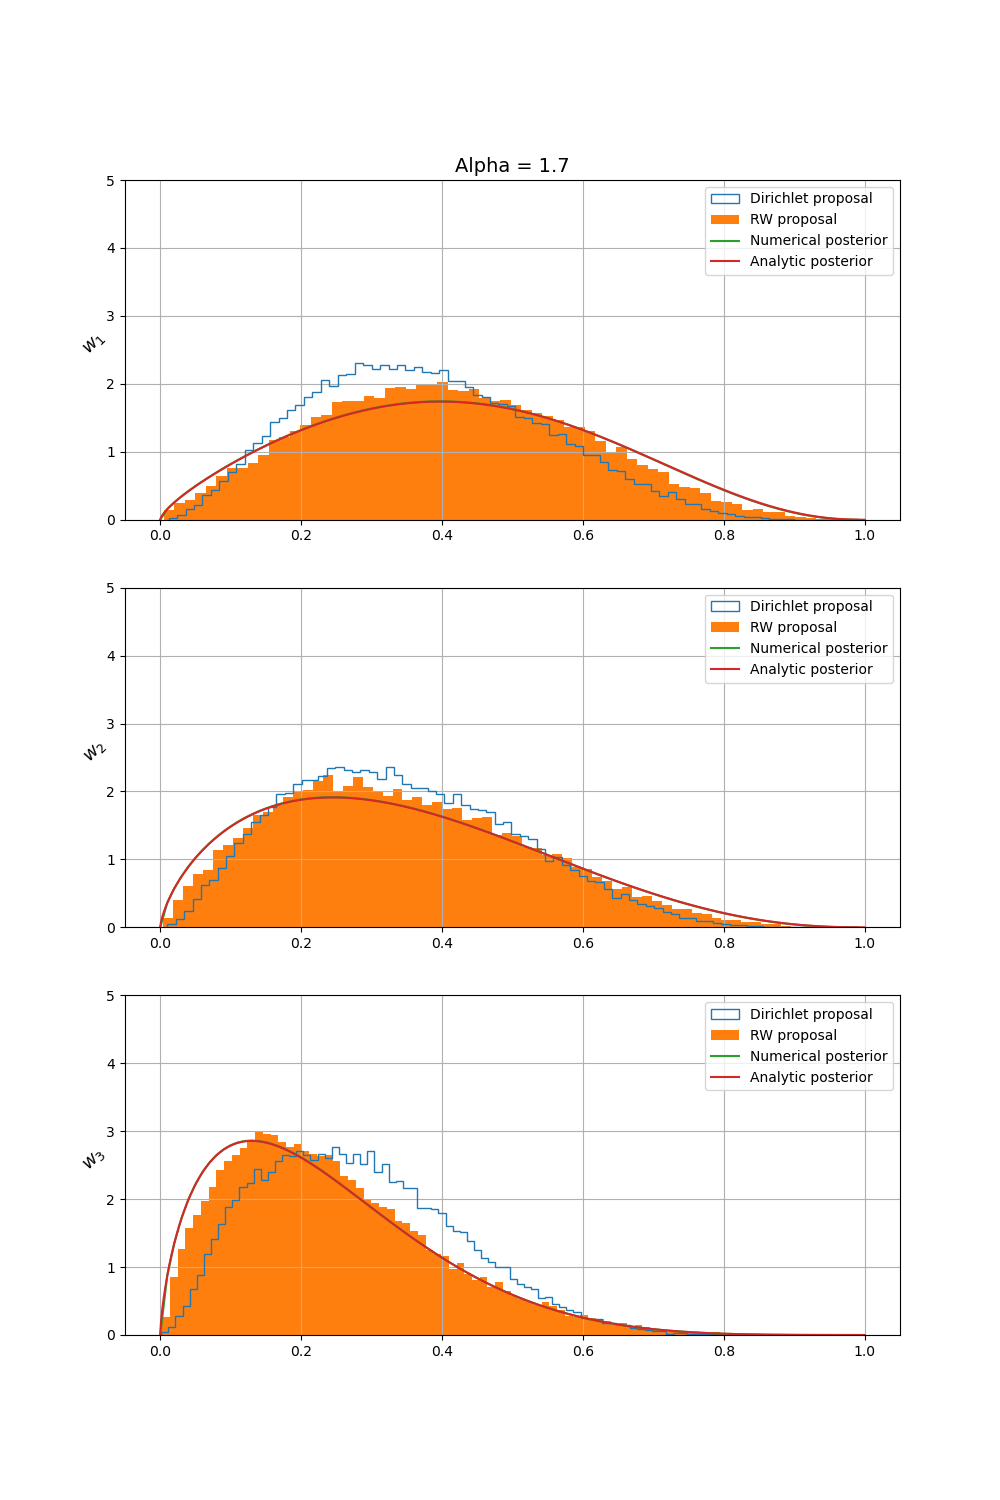 Alpha = 1.7
5
4
3
2
1
0
w₁
0.0 0.2 0.4 0.6 0.8 1.0
Dirichlet proposal
RW proposal
Numerical posterior
Analytic posterior
5
4
3
2
1
0
w₂
0.0 0.2 0.4 0.6 0.8 1.0
Dirichlet proposal
RW proposal
Numerical posterior
Analytic posterior
5
4
3
2
1
0
w₃
0.0 0.2 0.4 0.6 0.8 1.0
Dirichlet proposal
RW proposal
Numerical posterior
Analytic posterior